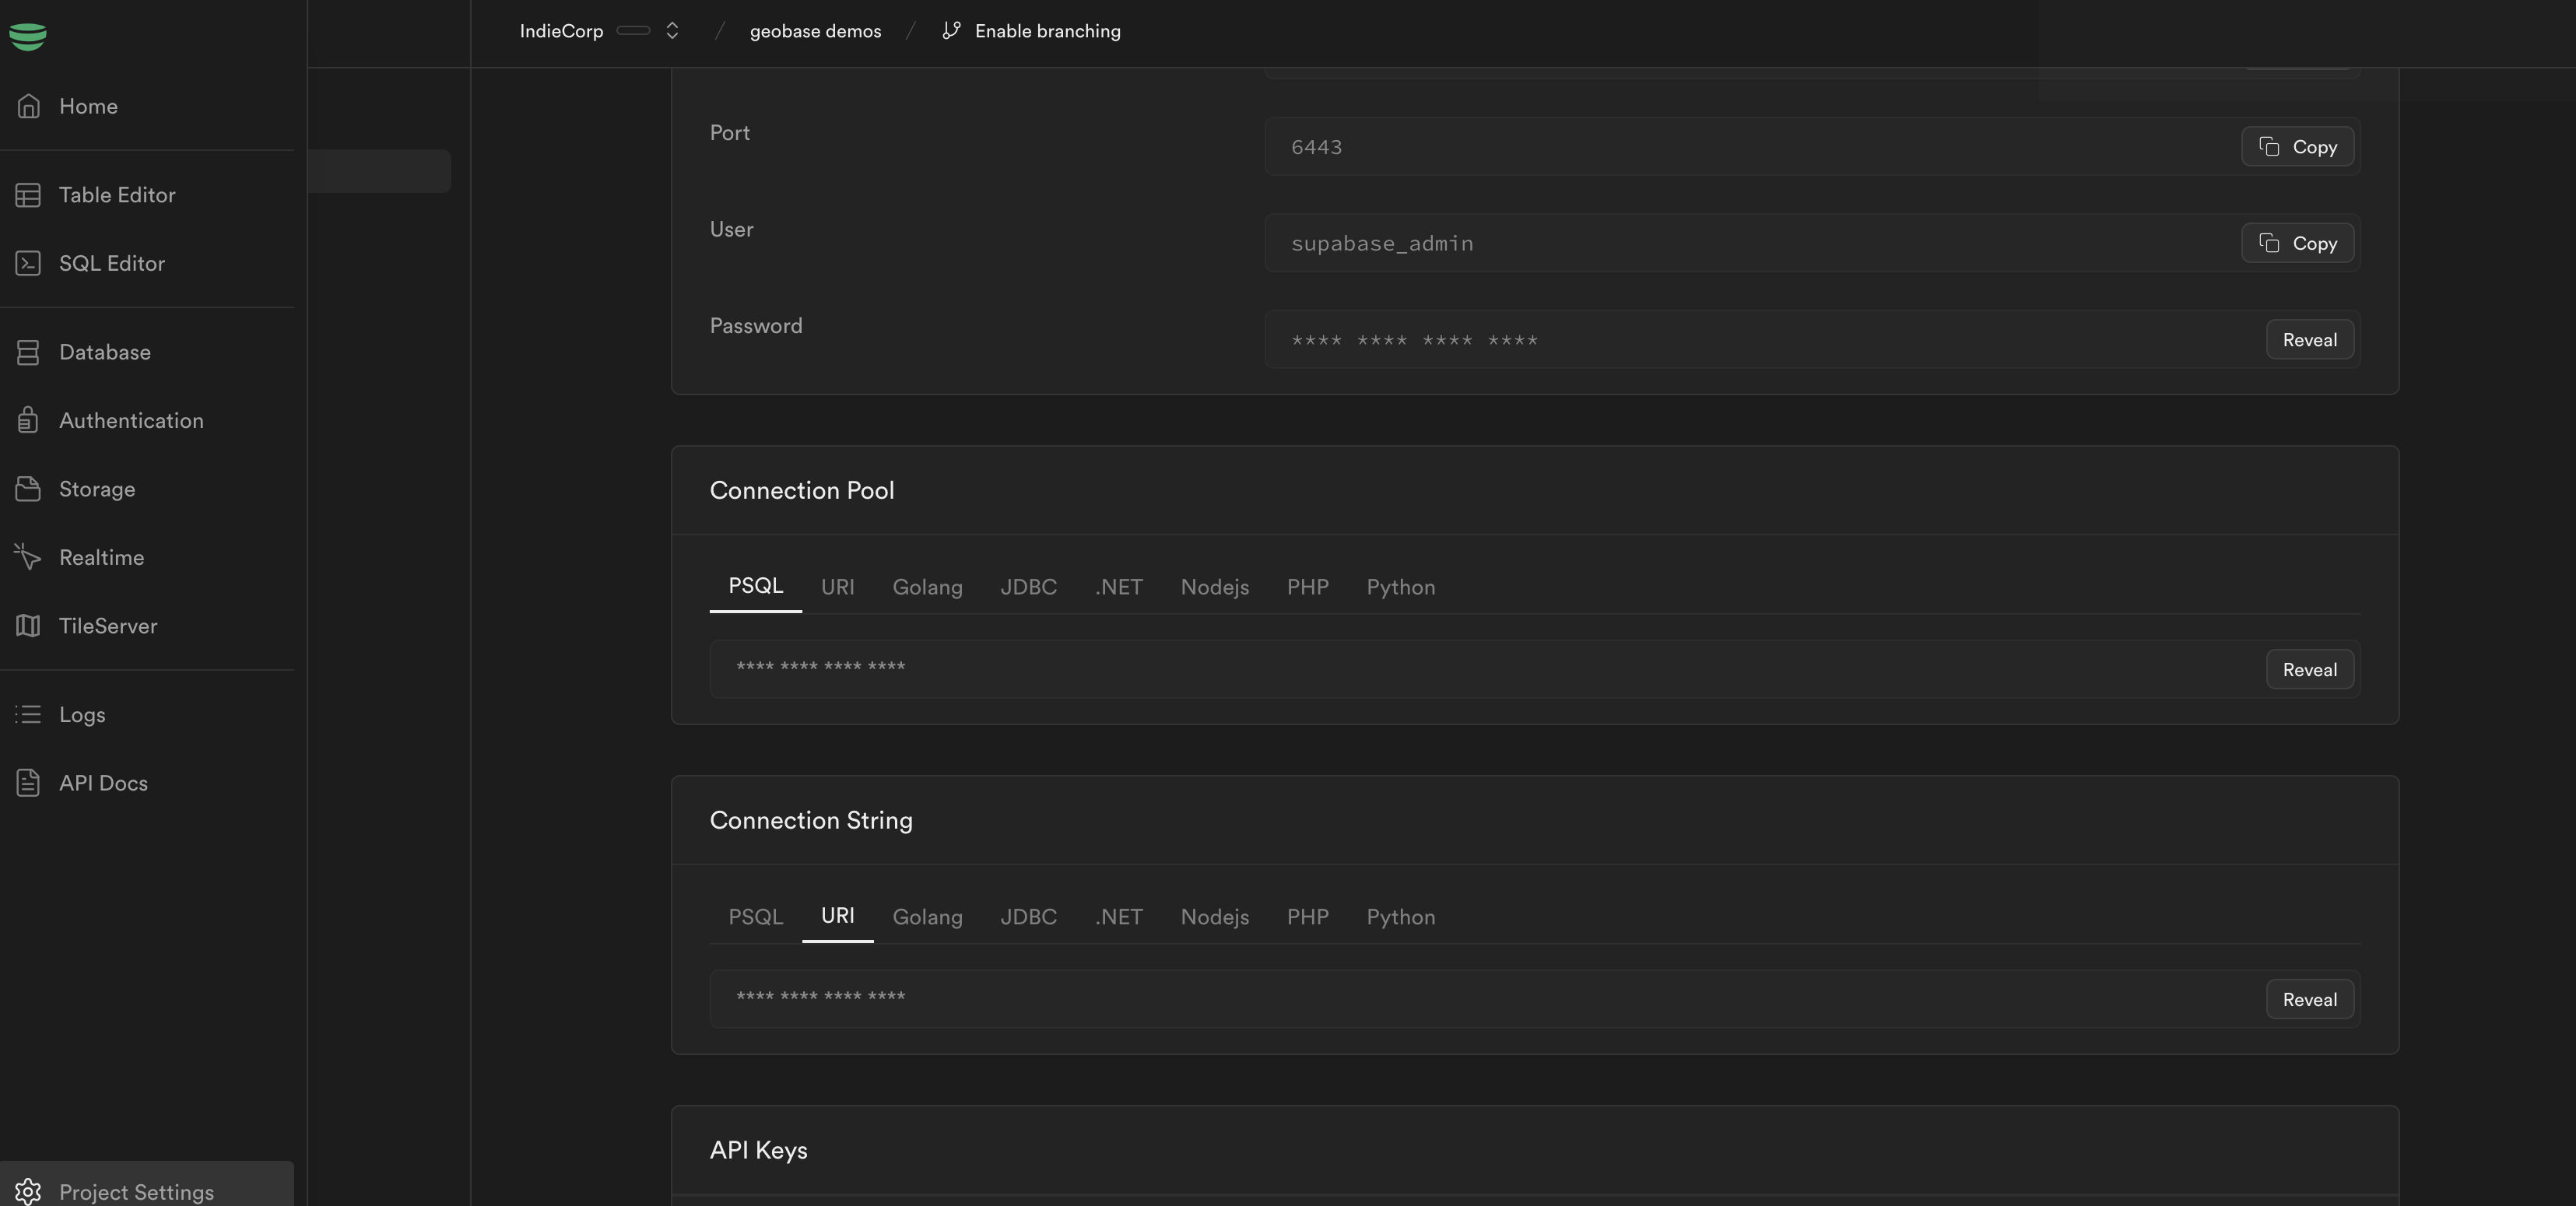 IndieCorp / geobase demos / Enable branching
Home
Table Editor
SQL Editor
Database
Authentication
Storage
Realtime
TileServer
Logs
API Docs
Project Settings
Port
6443
Copy
User
supabase_admin
Copy
Password
**** **** **** ****
Reveal
Connection Pool
PSQL URI Golang JDBC .NET Nodejs PHP Python
**** **** **** ****
Reveal
Connection String
PSQL URI Golang JDBC .NET Nodejs PHP Python
**** **** **** ****
Reveal
API Keys